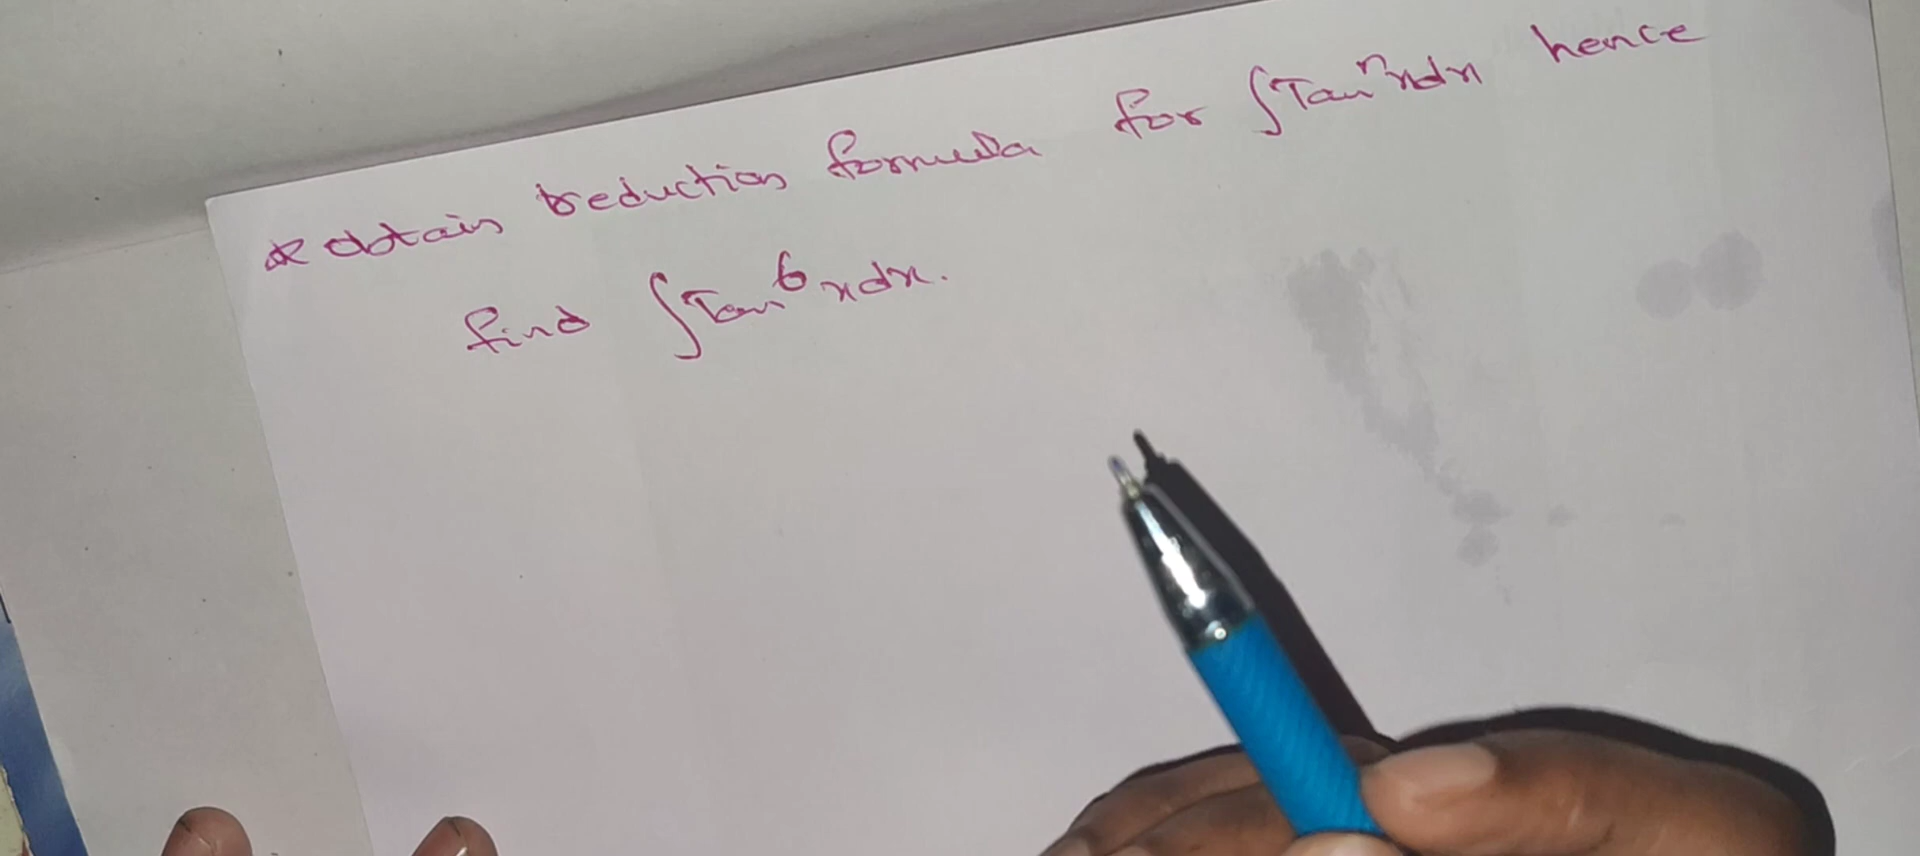 * obtain reduction formula for ∫Tanⁿxdx hence
find ∫Tan⁶xdx.